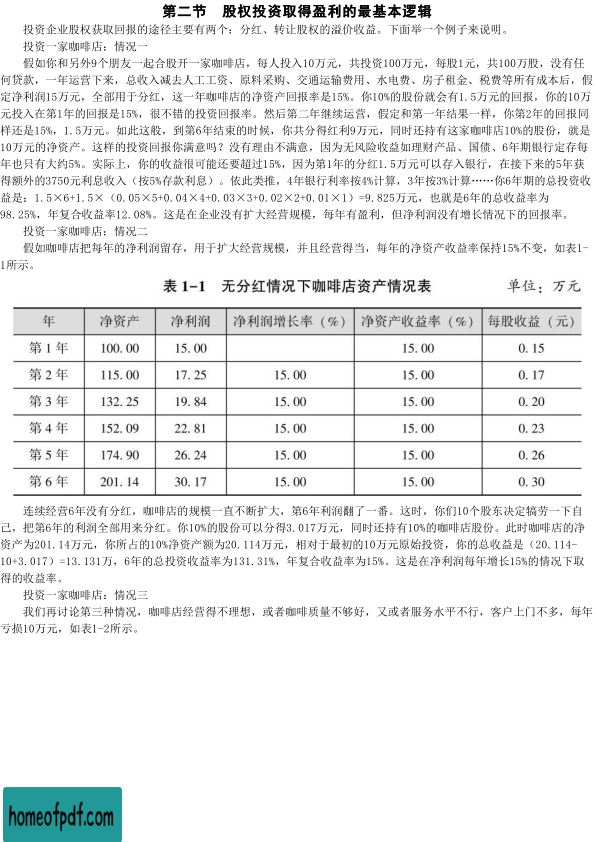 第二节　股权投资取得盈利的最基本逻辑
投资企业股权获取回报的途径主要有两个：分红、转让股权的溢价收益。下面举一个例子来说明。
投资一家咖啡店：情况一
假如你和另外9个朋友一起合股开一家咖啡店，每人投入10万元，共投资100万元，每股1元，共100万股，没有任
何贷款，一年运营下来，总收入减去人工工资、原料采购、交通运输费用、水电费、房子租金、税费等所有成本后，假
定净利润15万元，全部用于分红，这一年咖啡店的净资产回报率是15%。你10%的股份就会有1.5万元的回报，你的10万
元投入在第1年的回报是15%，很不错的投资回报率。然后第二年继续运营，假定和第一年结果一样，你第2年的回报同
样还是15%，1.5万元。如此这般，到第6年结束的时候，你共分得红利9万元，同时还持有这家咖啡店10%的股份，就是
10万元的净资产。这样的投资回报你满意吗？没有理由不满意，因为无风险收益如理财产品、国债、6年期银行定存每
年也只有大约5%。实际上，你的收益很可能还要超过15%，因为第1年的分红1.5万元可以存入银行，在接下来的5年获
得额外的3750元利息收入（按5%存款利息）。依此类推，4年银行利率按4%计算，3年按3%计算……你6年期的总投资收
益是：1.5×6+1.5×（0.05×5+0.04×4+0.03×3+0.02×2+0.01×1）=9.825万元，也就是6年的总收益率为
98.25%，年复合收益率12.08%。这是在企业没有扩大经营规模，每年有盈利，但净利润没有增长情况下的回报率。
投资一家咖啡店：情况二
假如咖啡店把每年的净利润留存，用于扩大经营规模，并且经营得当，每年的净资产收益率保持15%不变，如表1-
1所示。
表 1-1　无分红情况下咖啡店资产情况表　单位：万元
年　净资产　净利润　净利润增长率（%）　净资产收益率（%）　每股收益（元）
第 1 年　100.00　15.00　15.00　0.15
第 2 年　115.00　17.25　15.00　15.00　0.17
第 3 年　132.25　19.84　15.00　15.00　0.20
第 4 年　152.09　22.81　15.00　15.00　0.23
第 5 年　174.90　26.24　15.00　15.00　0.26
第 6 年　201.14　30.17　15.00　15.00　0.30
连续经营6年没有分红，咖啡店的规模一直不断扩大，第6年利润翻了一番。这时，你们10个股东决定犒劳一下自
己，把第6年的利润全部用来分红。你10%的股份可以分得3.017万元，同时还持有10%的咖啡店股份。此时咖啡店的净
资产为201.14万元，你所占的10%净资产额为20.114万元，相对于最初的10万元原始投资，你的总收益是（20.114-
10+3.017）=13.131万，6年的总投资收益率为131.31%，年复合收益率为15%。这是在净利润每年增长15%的情况下取
得的收益率。
投资一家咖啡店：情况三
我们再讨论第三种情况，咖啡店经营得不理想，或者咖啡质量不够好，又或者服务水平不行，客户上门不多，每年
亏损10万元，如表1-2所示。
homeofpdf.com